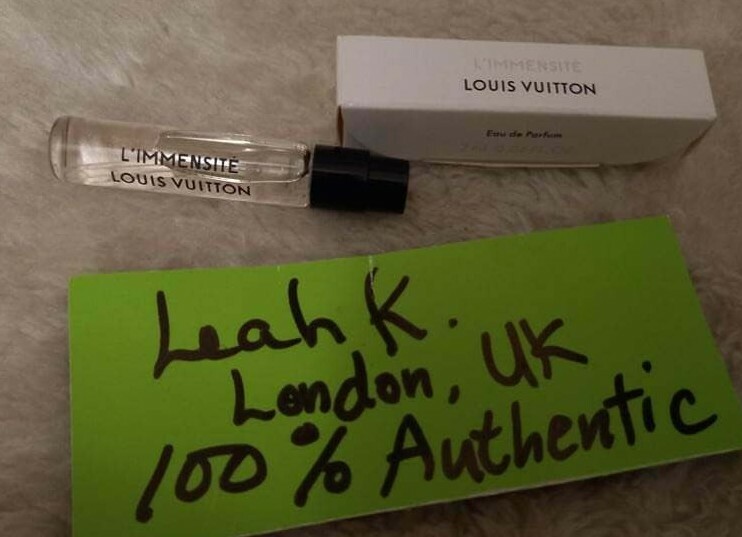 L'IMMENSITÉ
LOUIS VUITTON
Eau de Parfum
L'IMMENSITÉ
LOUIS VUITTON
Leah K.
London, UK
100% Authentic